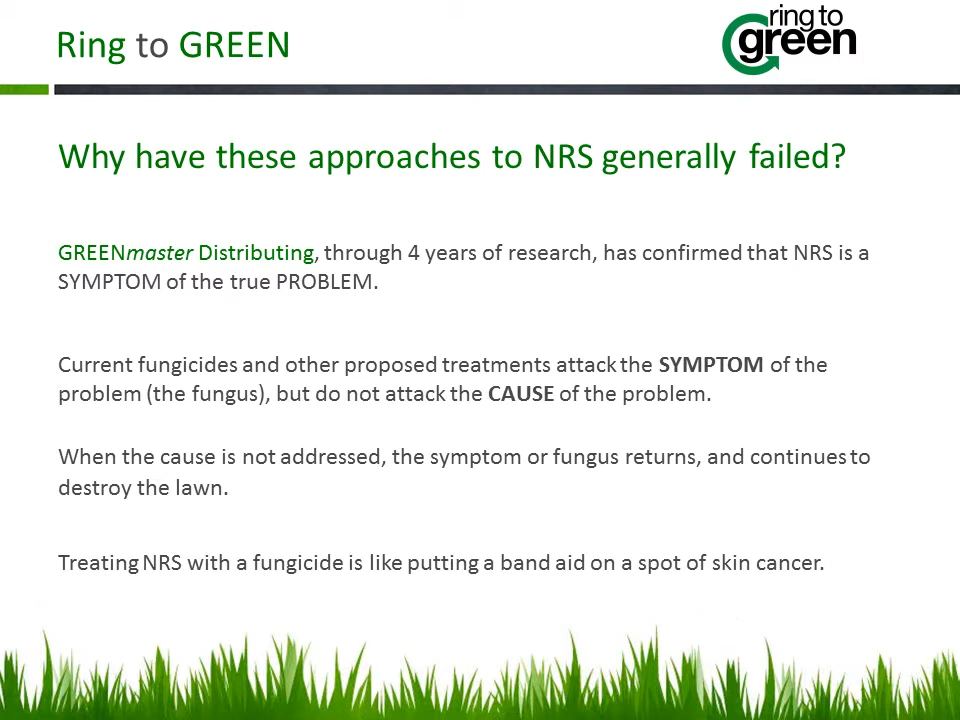 Ring to GREEN
ring to
green
Why have these approaches to NRS generally failed?
GREENmaster Distributing, through 4 years of research, has confirmed that NRS is a
SYMPTOM of the true PROBLEM.
Current fungicides and other proposed treatments attack the SYMPTOM of the
problem (the fungus), but do not attack the CAUSE of the problem.
When the cause is not addressed, the symptom or fungus returns, and continues to
destroy the lawn.
Treating NRS with a fungicide is like putting a band aid on a spot of skin cancer.